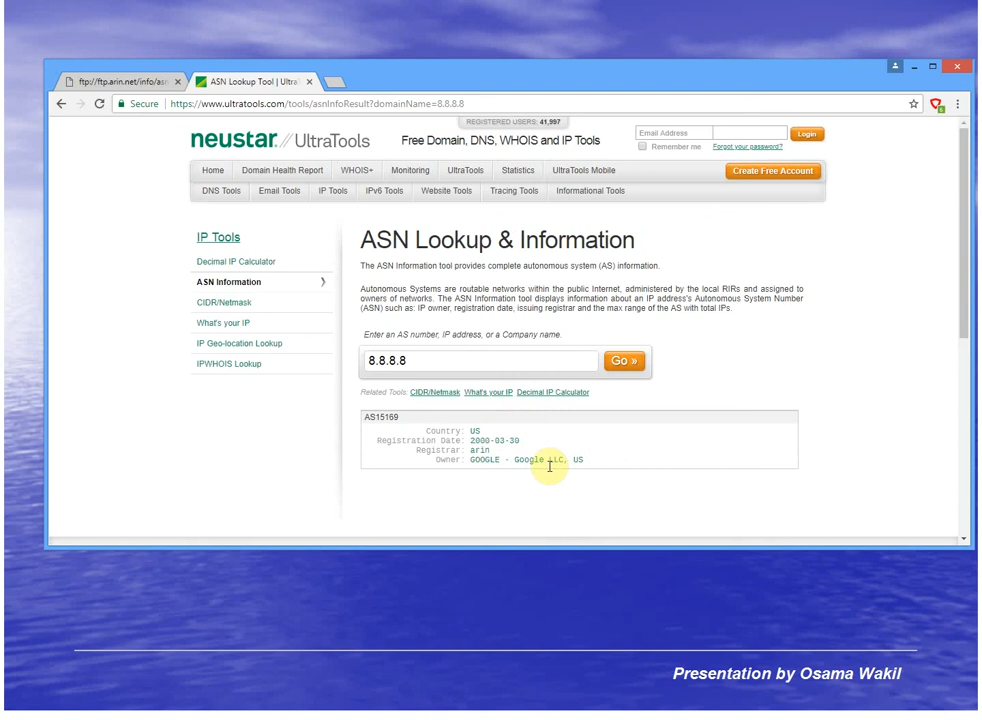 ftp://ftp.arin.net/info/asn
ASN Lookup Tool | Ultra
Secure | https://www.ultratools.com/tools/asnInfoResult?domainName=8.8.8.8
6
REGISTERED USERS: 41,997
neustar. // UltraTools
Free Domain, DNS, WHOIS and IP Tools
Email Address
Login
Remember me
Forgot your password?
Home Domain Health Report WHOIS+ Monitoring UltraTools Statistics UltraTools Mobile
Create Free Account
DNS Tools Email Tools IP Tools IPv6 Tools Website Tools Tracing Tools Informational Tools
IP Tools
Decimal IP Calculator
ASN Information
CIDR/Netmask
What's your IP
IP Geo-location Lookup
IPWHOIS Lookup
ASN Lookup & Information
The ASN Information tool provides complete autonomous system (AS) information.
Autonomous Systems are routable networks within the public Internet, administered by the local RIRs and assigned to
owners of networks. The ASN Information tool displays information about an IP address's Autonomous System Number
(ASN) such as: IP owner, registration date, issuing registrar and the max range of the AS with total IPs.
Enter an AS number, IP address, or a Company name.
8.8.8.8
Go »
Related Tools: CIDR/Netmask What's your IP Decimal IP Calculator
AS15169
Country: US
Registration Date: 2000-03-30
Registrar: arin
Owner: GOOGLE - Google LLC, US
Presentation by Osama Wakil